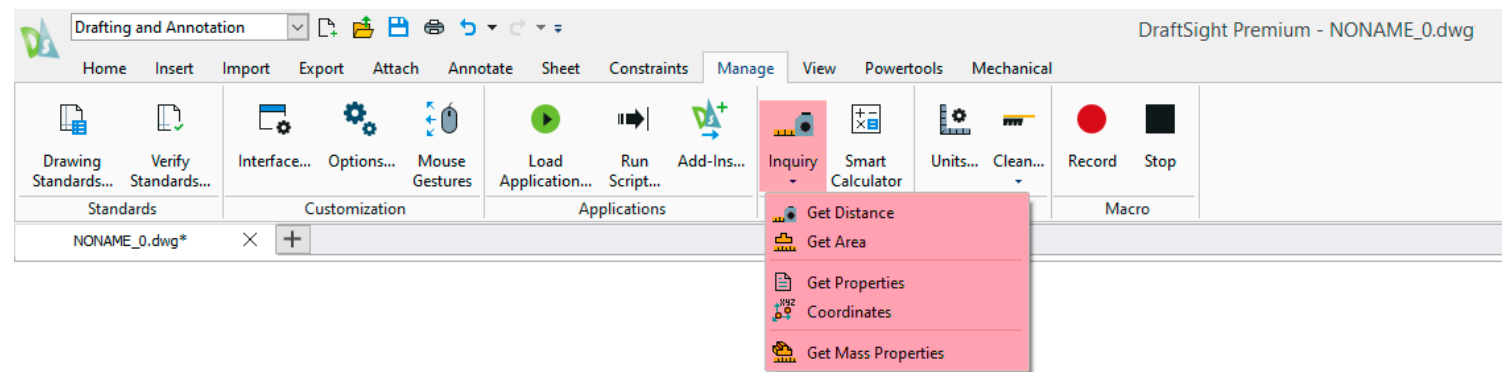 Drafting and Annotation
DraftSight Premium - NONAME_0.dwg
Home Insert Import Export Attach Annotate Sheet Constraints Manage View Powertools Mechanical
Drawing Standards...
Verify Standards...
Interface...
Options...
Mouse Gestures
Load Application...
Run Script...
Add-Ins...
Inquiry
Smart Calculator
Units...
Clean...
Record
Stop
Standards Customization Applications Macro
NONAME_0.dwg*
Get Distance
Get Area
Get Properties
XYZ
Coordinates
Get Mass Properties